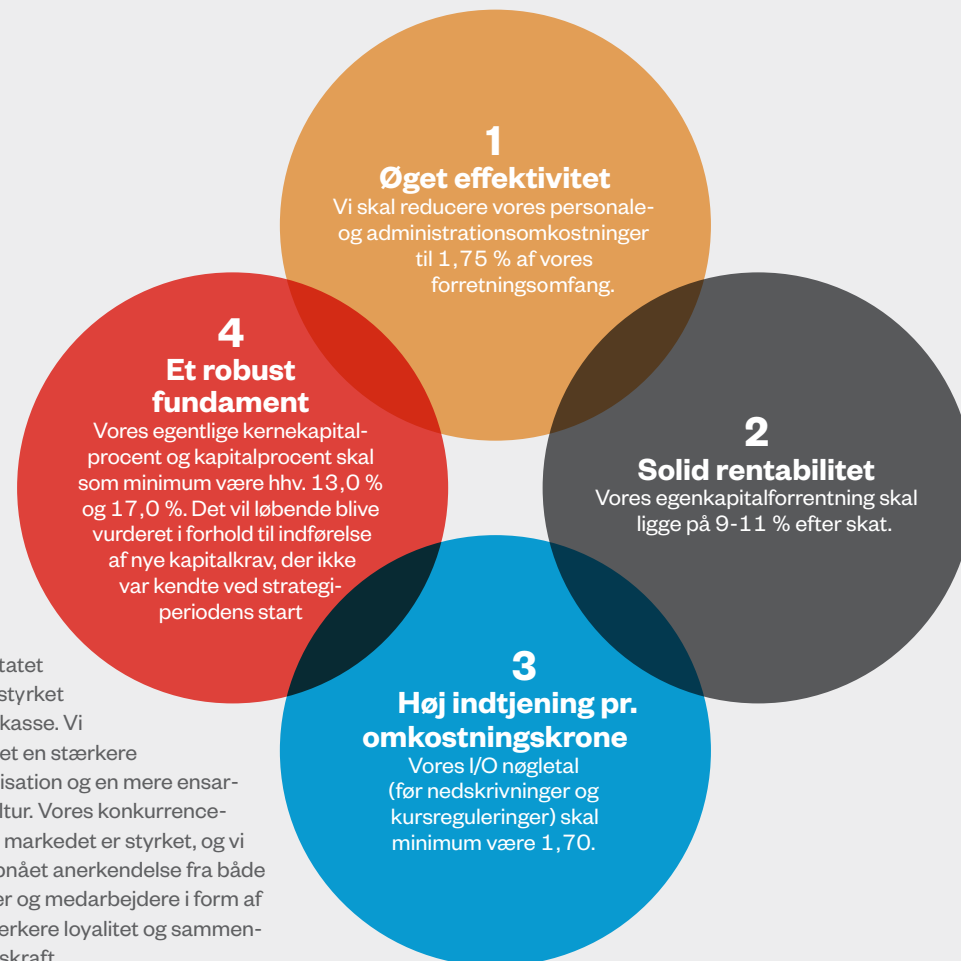 1
Øget effektivitet
Vi skal reducere vores personale-
og administrationsomkostninger
til 1,75 % af vores
forretningsomfang.
2
Solid rentabilitet
Vores egenkapitalforrentning skal
ligge på 9-11 % efter skat.
3
Høj indtjening pr.
omkostningskrone
Vores I/O nøgletal
(før nedskrivninger og
kursreguleringer) skal
minimum være 1,70.
4
Et robust
fundament
Vores egentlige kernekapital-
procent og kapitalprocent skal
som minimum være hhv. 13,0 %
og 17,0 %. Det vil løbende blive
vurderet i forhold til indførelse
af nye kapitalkrav, der ikke
var kendte ved strategi-
periodens start
tatet
styrket
kasse. Vi
et en stærkere
isation og en mere ensar-
ltur. Vores konkurrence-
markedet er styrket, og vi
pnået anerkendelse fra både
er og medarbejdere i form af
erkere loyalitet og sammen-
skraft